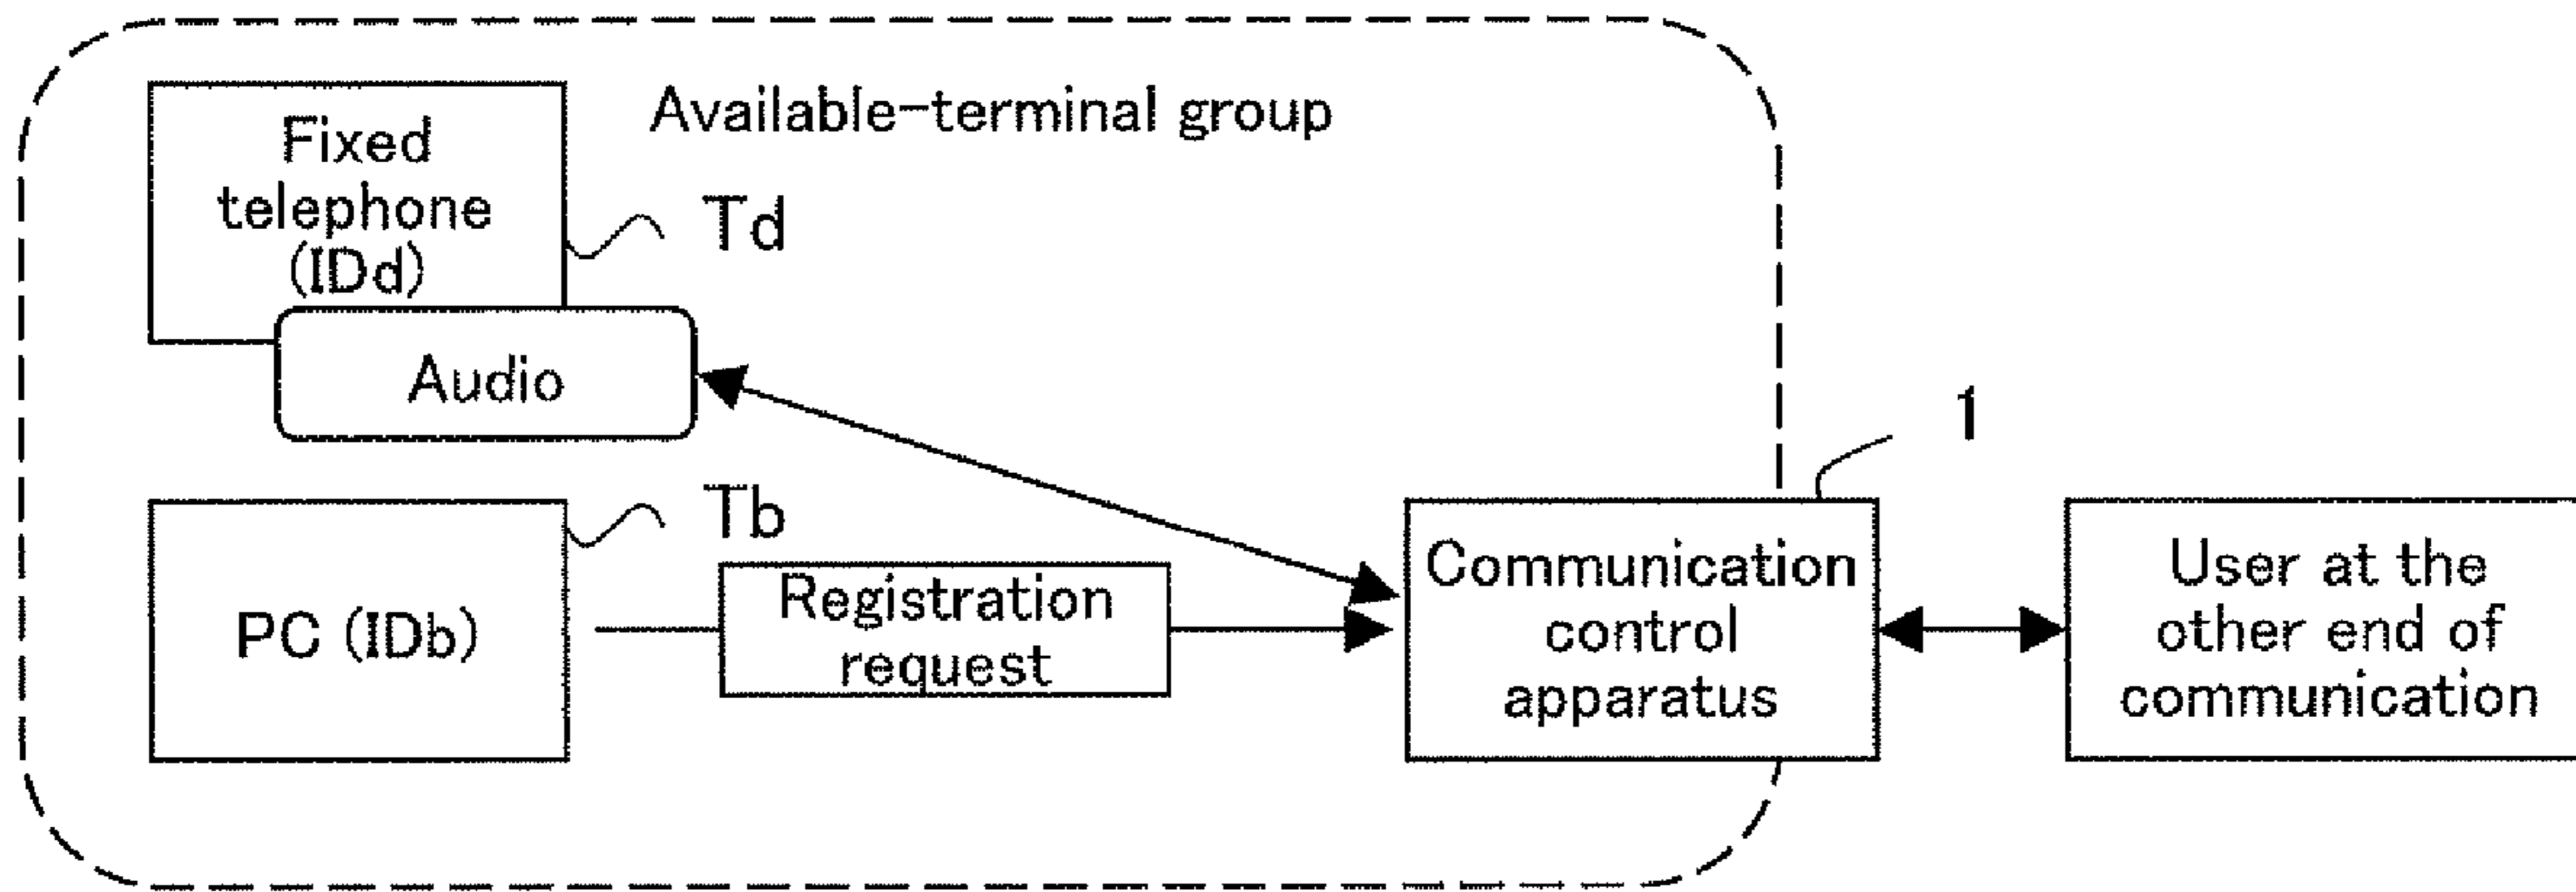 Available-terminal group
Fixed
telephone
(IDd)
Td
Audio
1
Tb
PC (IDb)
Registration
request
Communication
control
apparatus
User at the
other end of
communication